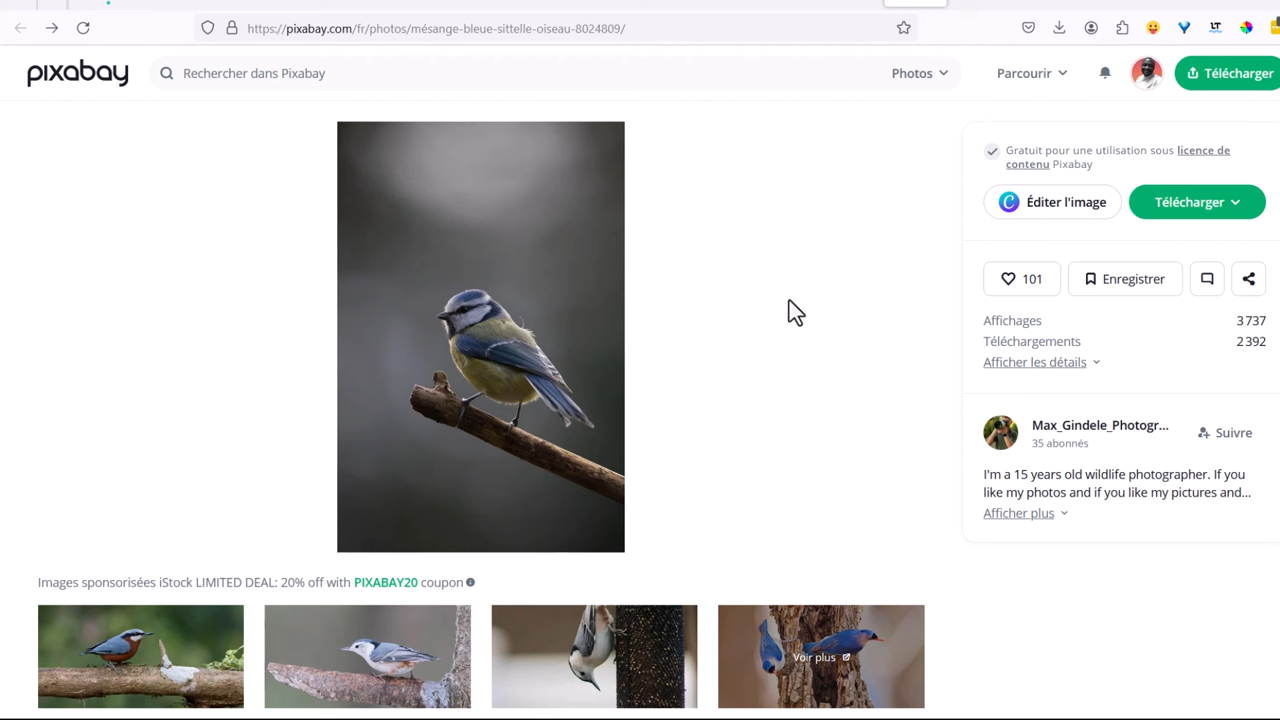 https://pixabay.com/fr/photos/mésange-bleue-sittelle-oiseau-8024809/
LT
pixabay
Rechercher dans Pixabay
Photos
Parcourir
Télécharger
Gratuit pour une utilisation sous licence de
contenu Pixabay
Éditer l'image
Télécharger
101
Enregistrer
Affichages 3 737
Téléchargements 2 392
Afficher les détails
Max_Gindele_Photogr...
35 abonnés
Suivre
I'm a 15 years old wildlife photographer. If you
like my photos and if you like my pictures and...
Afficher plus
Images sponsorisées iStock LIMITED DEAL: 20% off with PIXABAY20 coupon
Voir plus